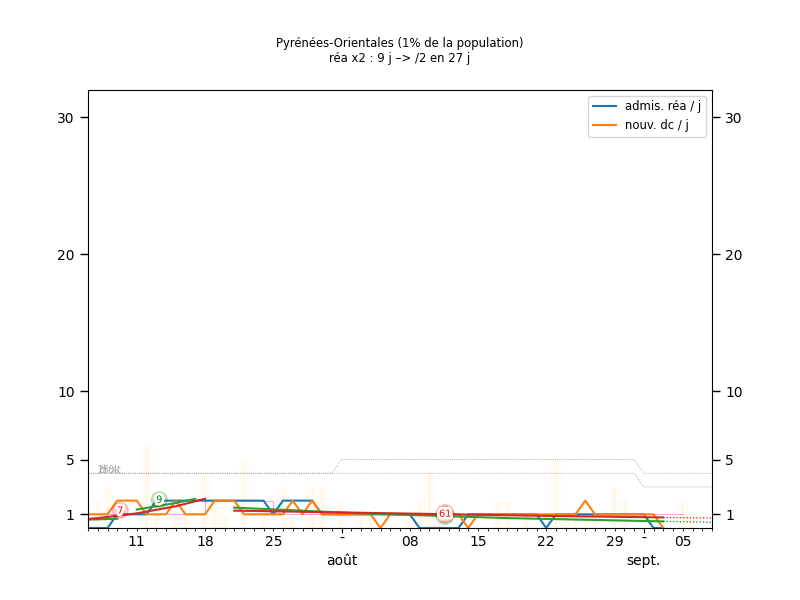 Pyrénées-Orientales (1% de la population)
réa x2 : 9 j –> /2 en 27 j
admis. réa / j
nouv. dc / j
30 30
20 20
10 10
5 5
9
7 61
1 1
11 18 25 - 08 15 22 29 - 05
août sept.